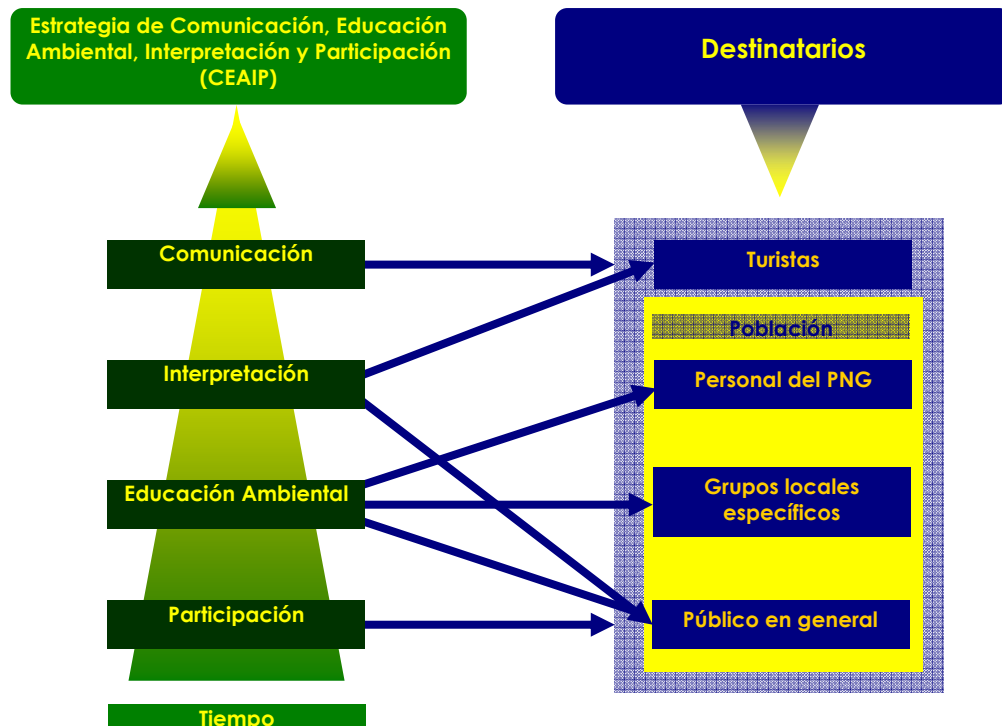 Estrategia de Comunicación, Educación
Ambiental, Interpretación y Participación
(CEAIP)
Destinatarios
Comunicación
Turistas
Población
Interpretación
Personal del PNG
Educación Ambiental
Grupos locales
específicos
Participación
Público en general
Tiempo